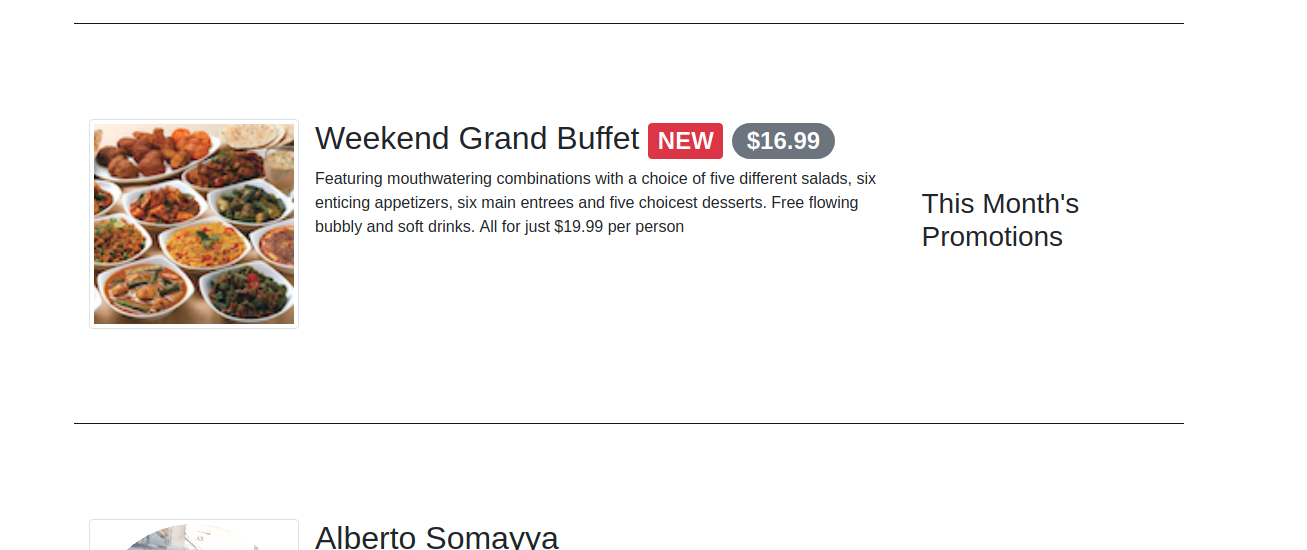 Weekend Grand Buffet NEW $16.99
Featuring mouthwatering combinations with a choice of five different salads, six
enticing appetizers, six main entrees and five choicest desserts. Free flowing
bubbly and soft drinks. All for just $19.99 per person
This Month's
Promotions
Alberto Somayya